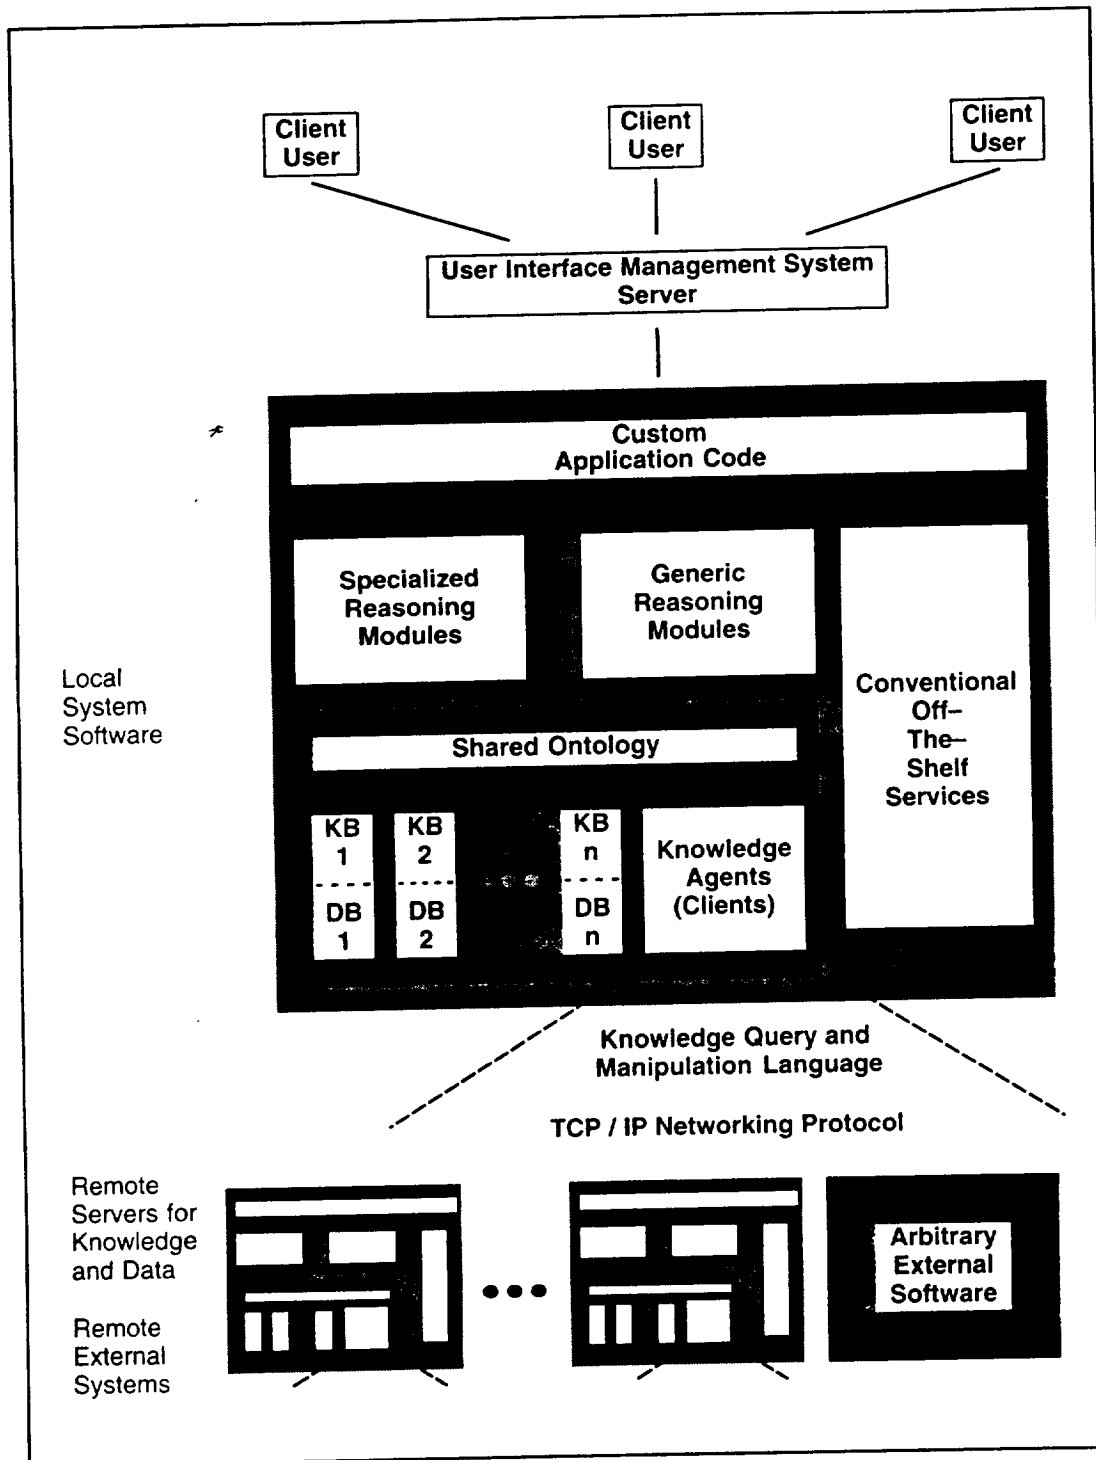 Client
User
Client
User
Client
User
User Interface Management System
Server
Custom
Application Code
Specialized
Reasoning
Modules
Generic
Reasoning
Modules
Conventional
Off–
The–
Shelf
Services
Local
System
Software
Shared Ontology
KB
1
DB
1
KB
2
DB
2
KB
n
DB
n
Knowledge
Agents
(Clients)
Knowledge Query and
Manipulation Language
TCP / IP Networking Protocol
Remote
Servers for
Knowledge
and Data
Remote
External
Systems
Arbitrary
External
Software